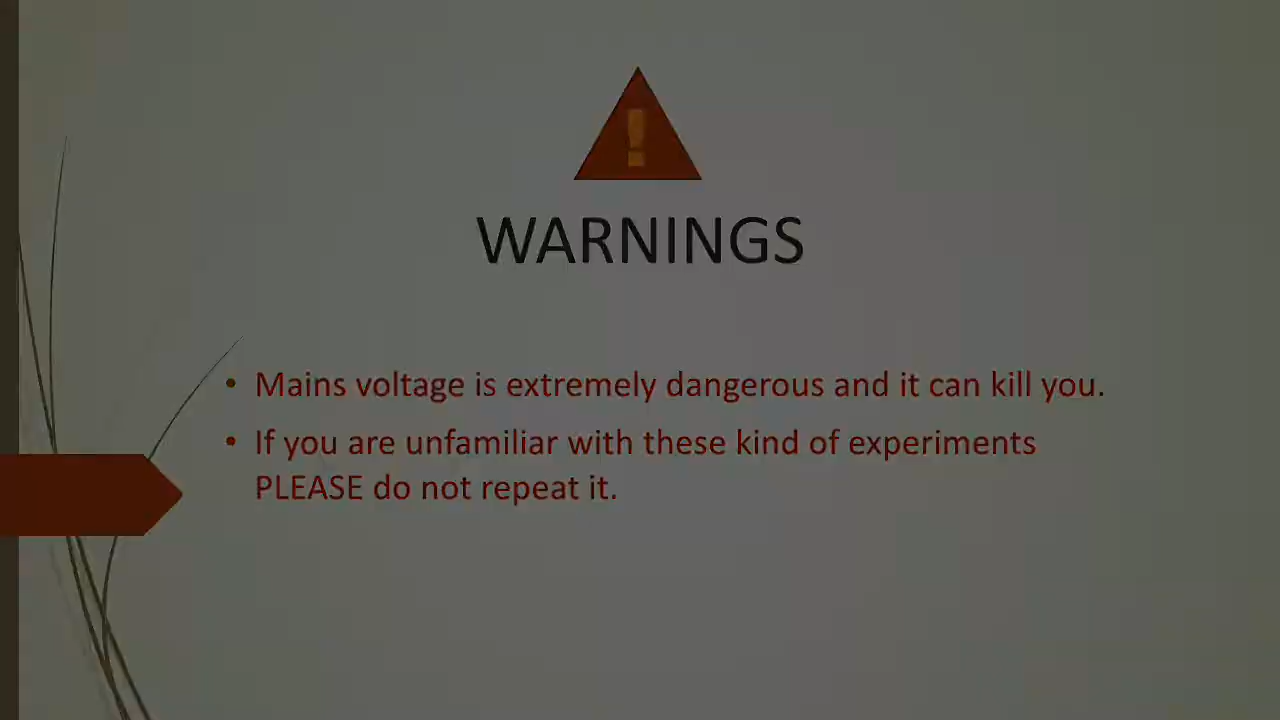 WARNINGS
• Mains voltage is extremely dangerous and it can kill you.
• If you are unfamiliar with these kind of experiments
PLEASE do not repeat it.